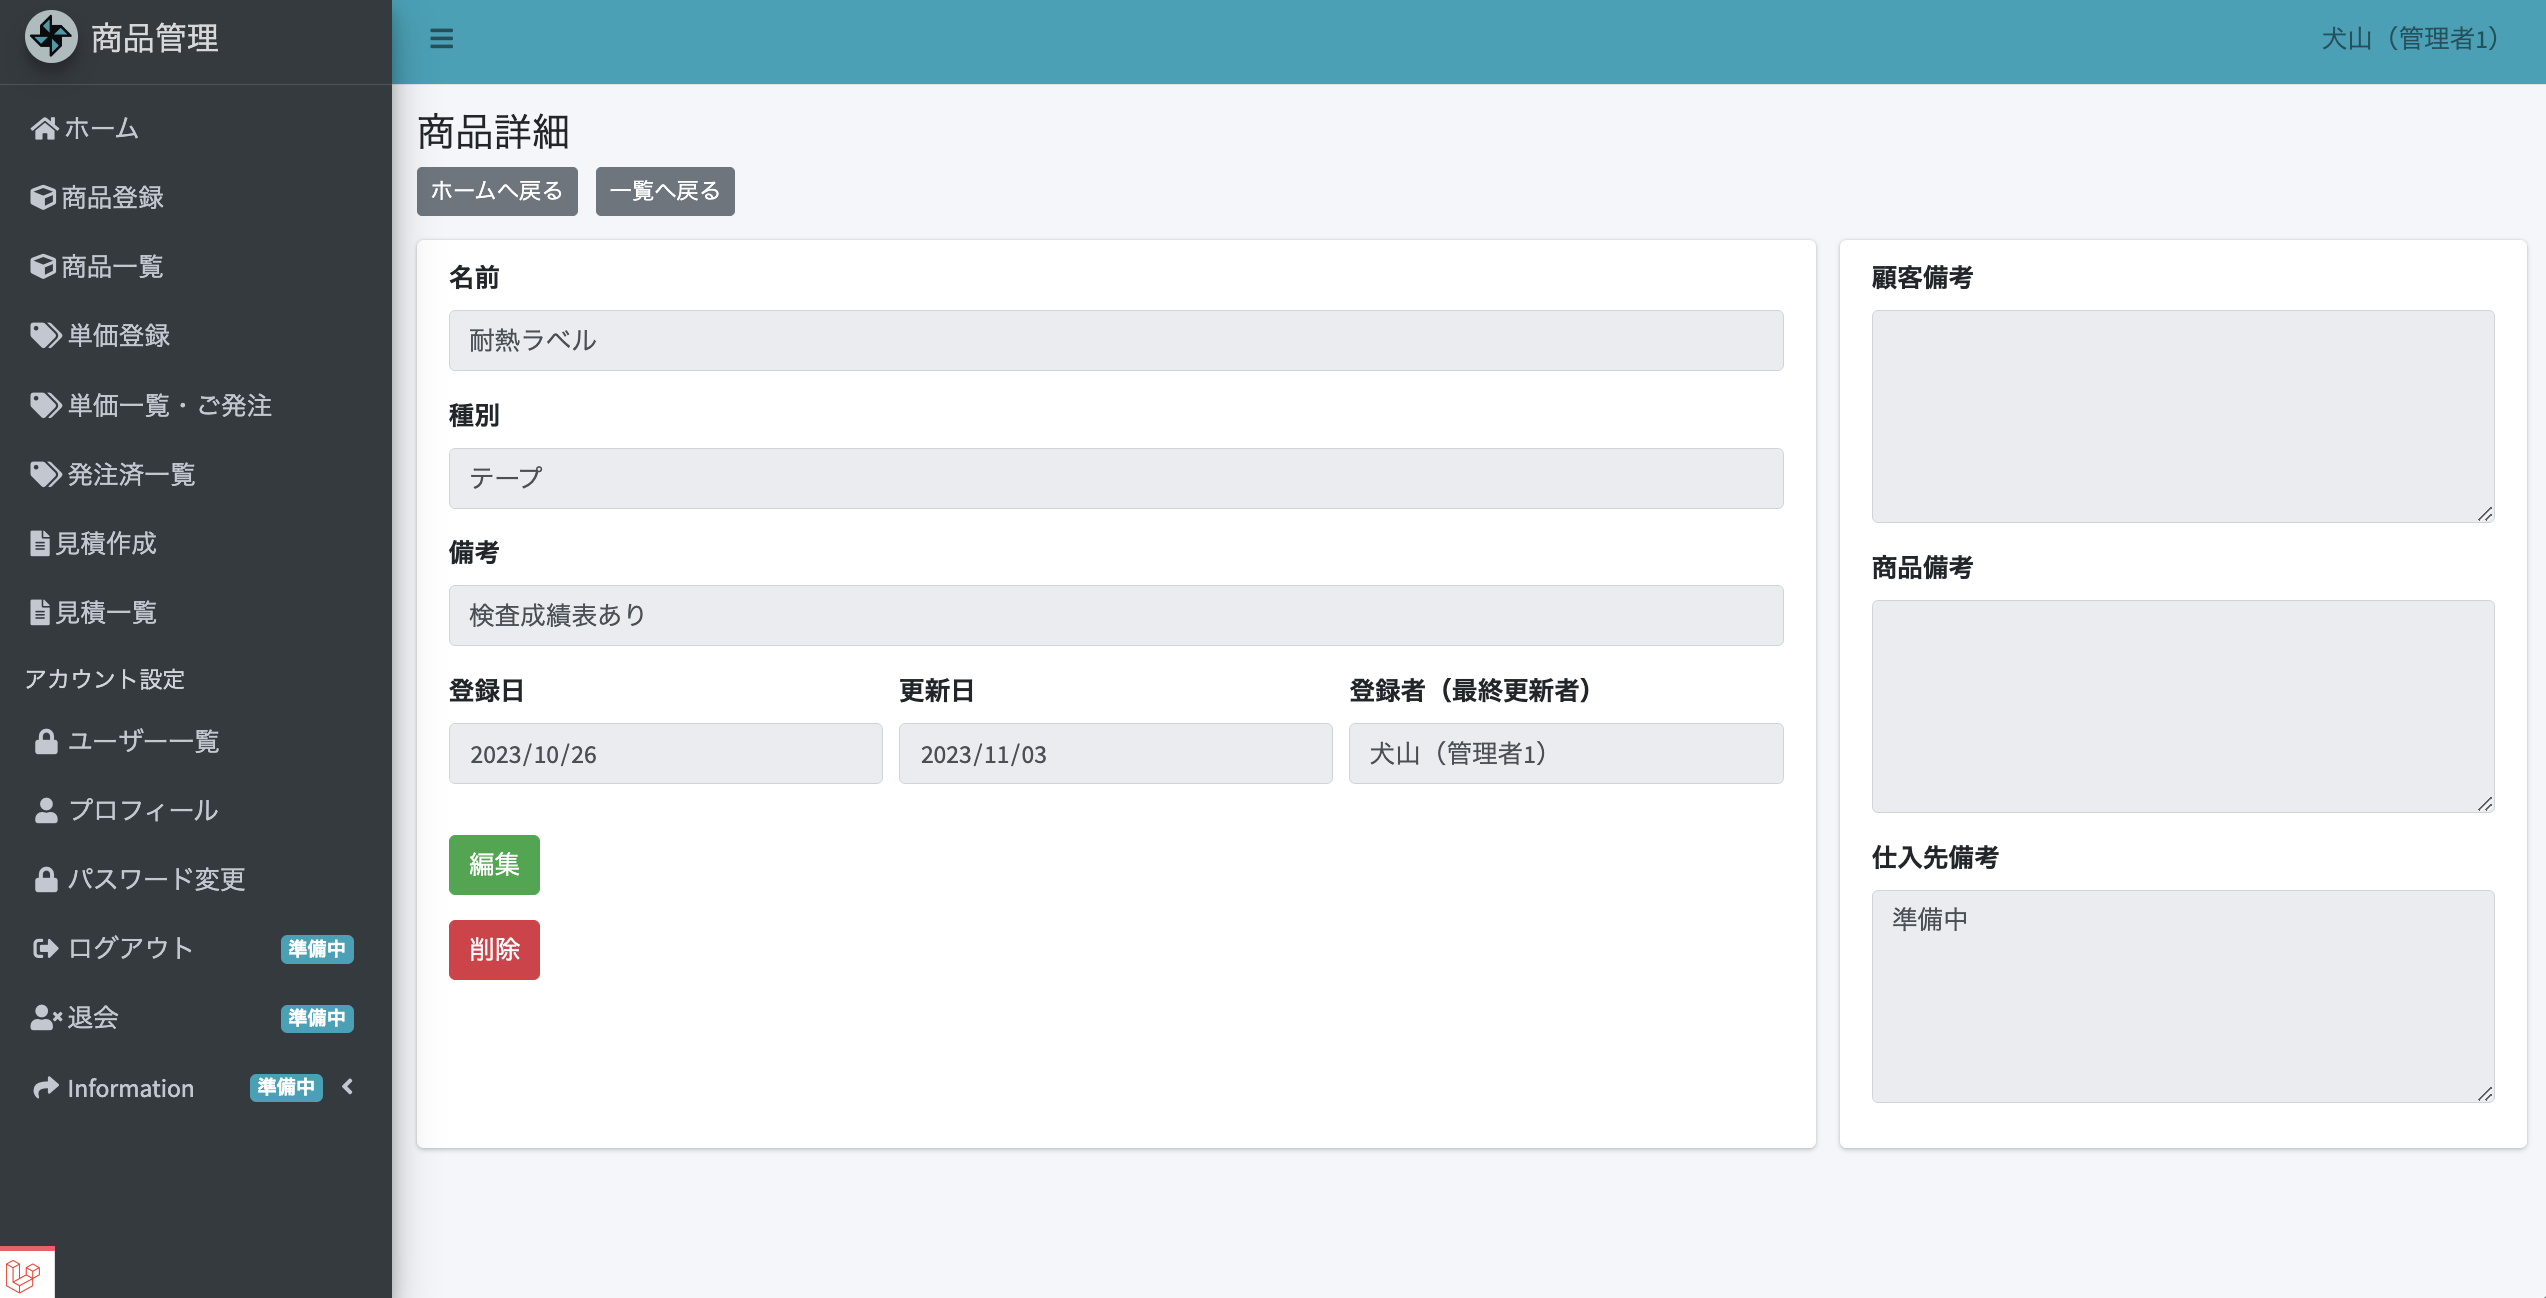 商品管理
犬山（管理者1）
ホーム
商品登録
商品一覧
単価登録
単価一覧・ご発注
発注済一覧
見積作成
見積一覧
アカウント設定
ユーザー一覧
プロフィール
パスワード変更
ログアウト 準備中
退会 準備中
Information 準備中
商品詳細
ホームへ戻る 一覧へ戻る
名前
耐熱ラベル
種別
テープ
備考
検査成績表あり
登録日 更新日 登録者（最終更新者）
2023/10/26 2023/11/03 犬山（管理者1）
編集
削除
顧客備考
商品備考
仕入先備考
準備中